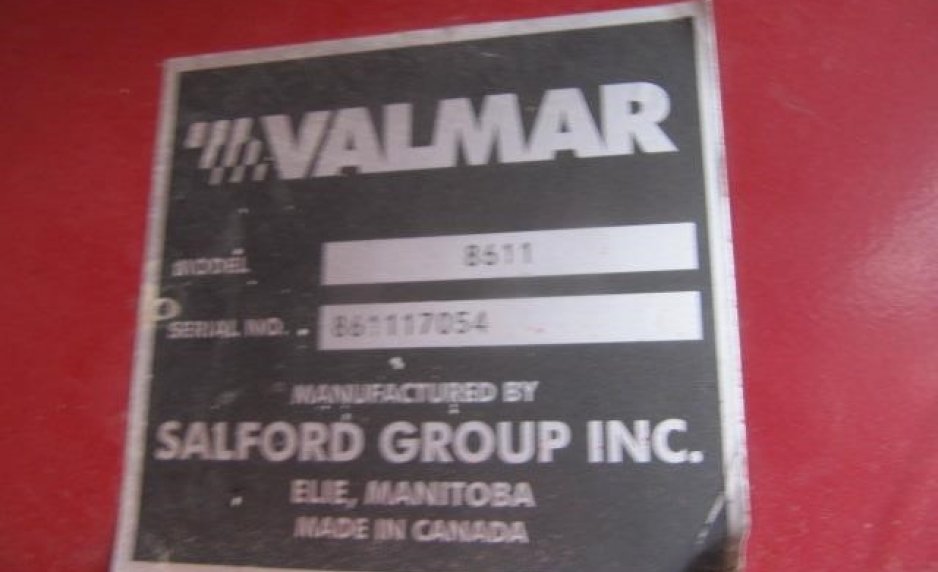 VALMAR
MODEL 8611
SERIAL NO. 861117054
MANUFACTURED BY
SALFORD GROUP INC.
ELIE, MANITOBA
MADE IN CANADA